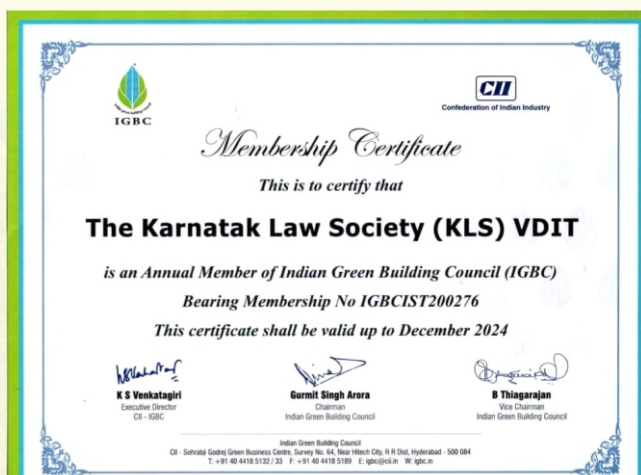 IGBC
CII
Confederation of Indian Industry
Membership Certificate
This is to certify that
The Karnatak Law Society (KLS) VDIT
is an Annual Member of Indian Green Building Council (IGBC)
Bearing Membership No IGBCIST200276
This certificate shall be valid up to December 2024
K S Venkatagiri
Executive Director
CII - IGBC
Gurmit Singh Arora
Chairman
Indian Green Building Council
B Thiagarajan
Vice Chairman
Indian Green Building Council
Indian Green Building Council
CII - Sohrabji Godrej Green Business Centre, Survey No. 64, Near Hitech City, R R Dist, Hyderabad - 500 084
T: +91 40 4418 5132 / 33 F: +91 40 4418 5189 E: igbc@cii.in W: igbc.in